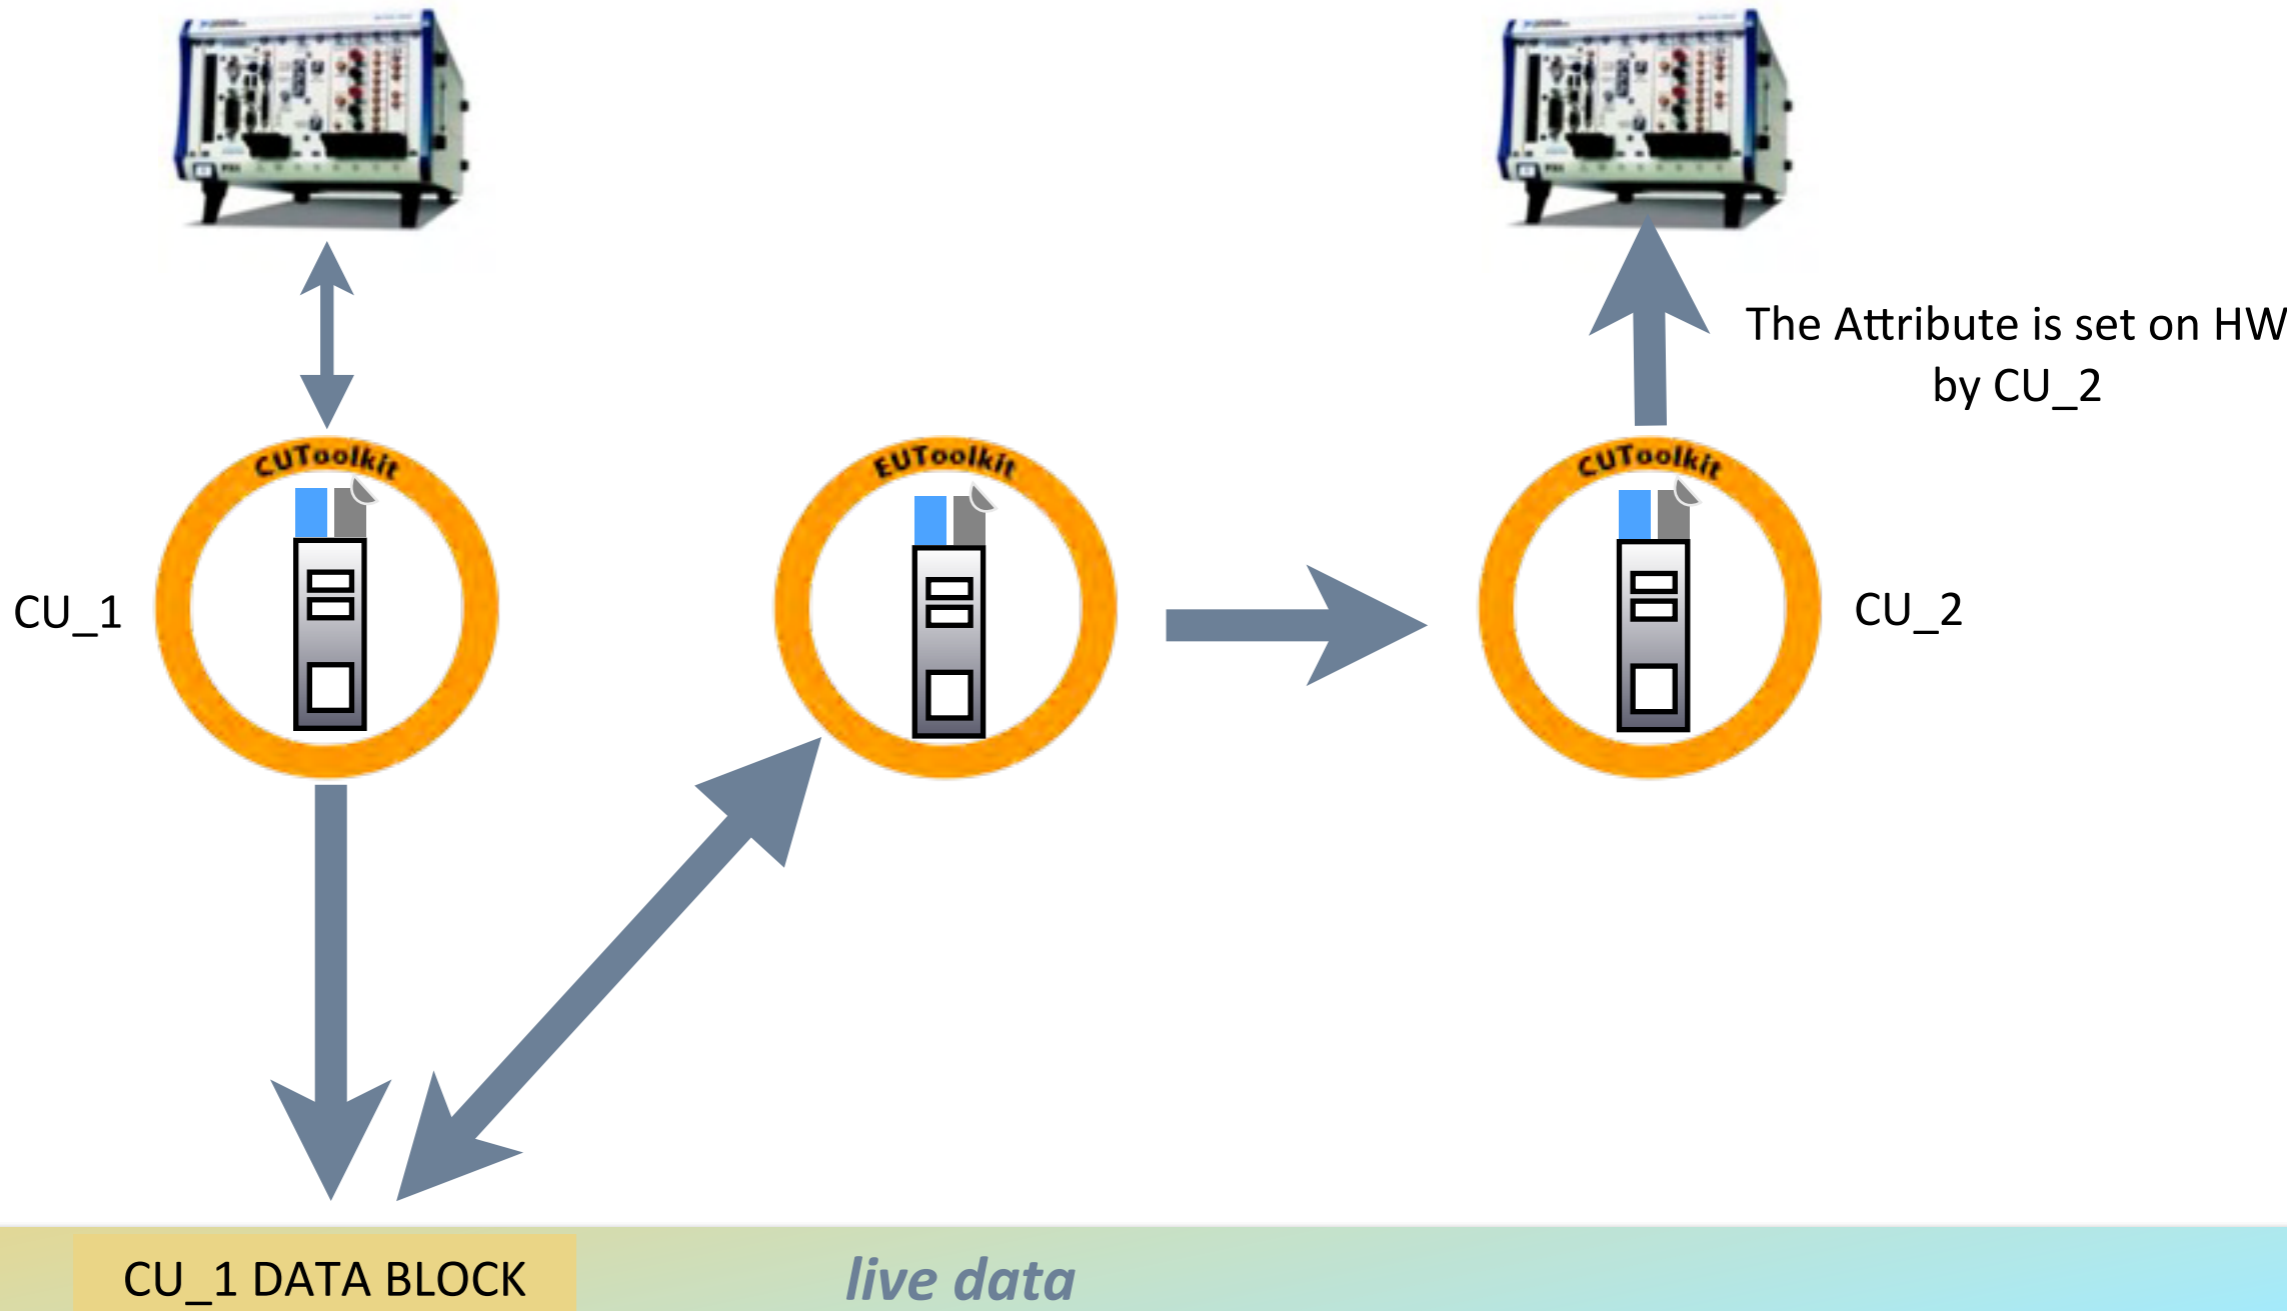 The Attribute is set on HW
by CU_2
CUToolkit
EUToolkit
CUToolkit
CU_1
CU_2
CU_1 DATA BLOCK
live data